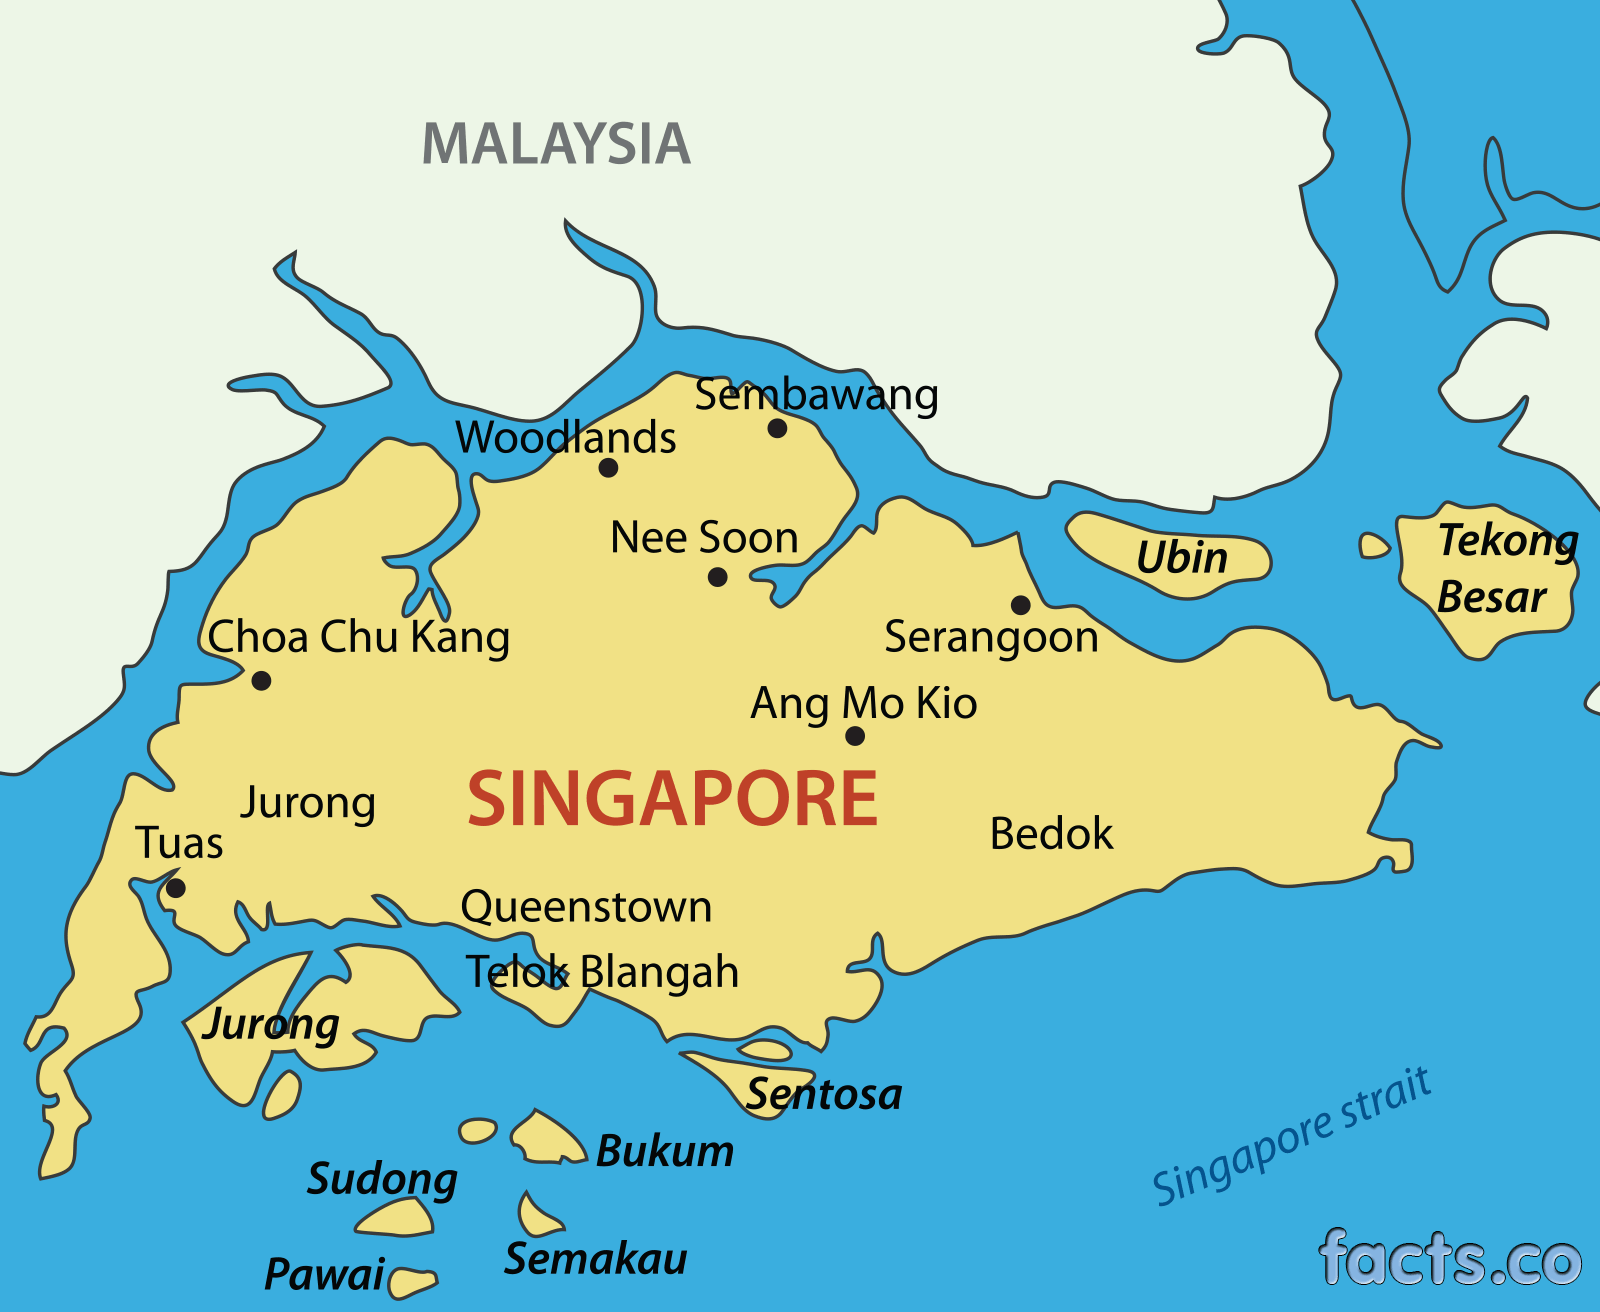 MALAYSIA
Sembawang
Woodlands
Nee Soon
Ubin
Tekong
Besar
Choa Chu Kang
Serangoon
Ang Mo Kio
SINGAPORE
Jurong
Tuas
Bedok
Queenstown
Telok Blangah
Jurong
Sentosa
Bukum
Sudong
Singapore strait
Semakau
Pawai
facts.co